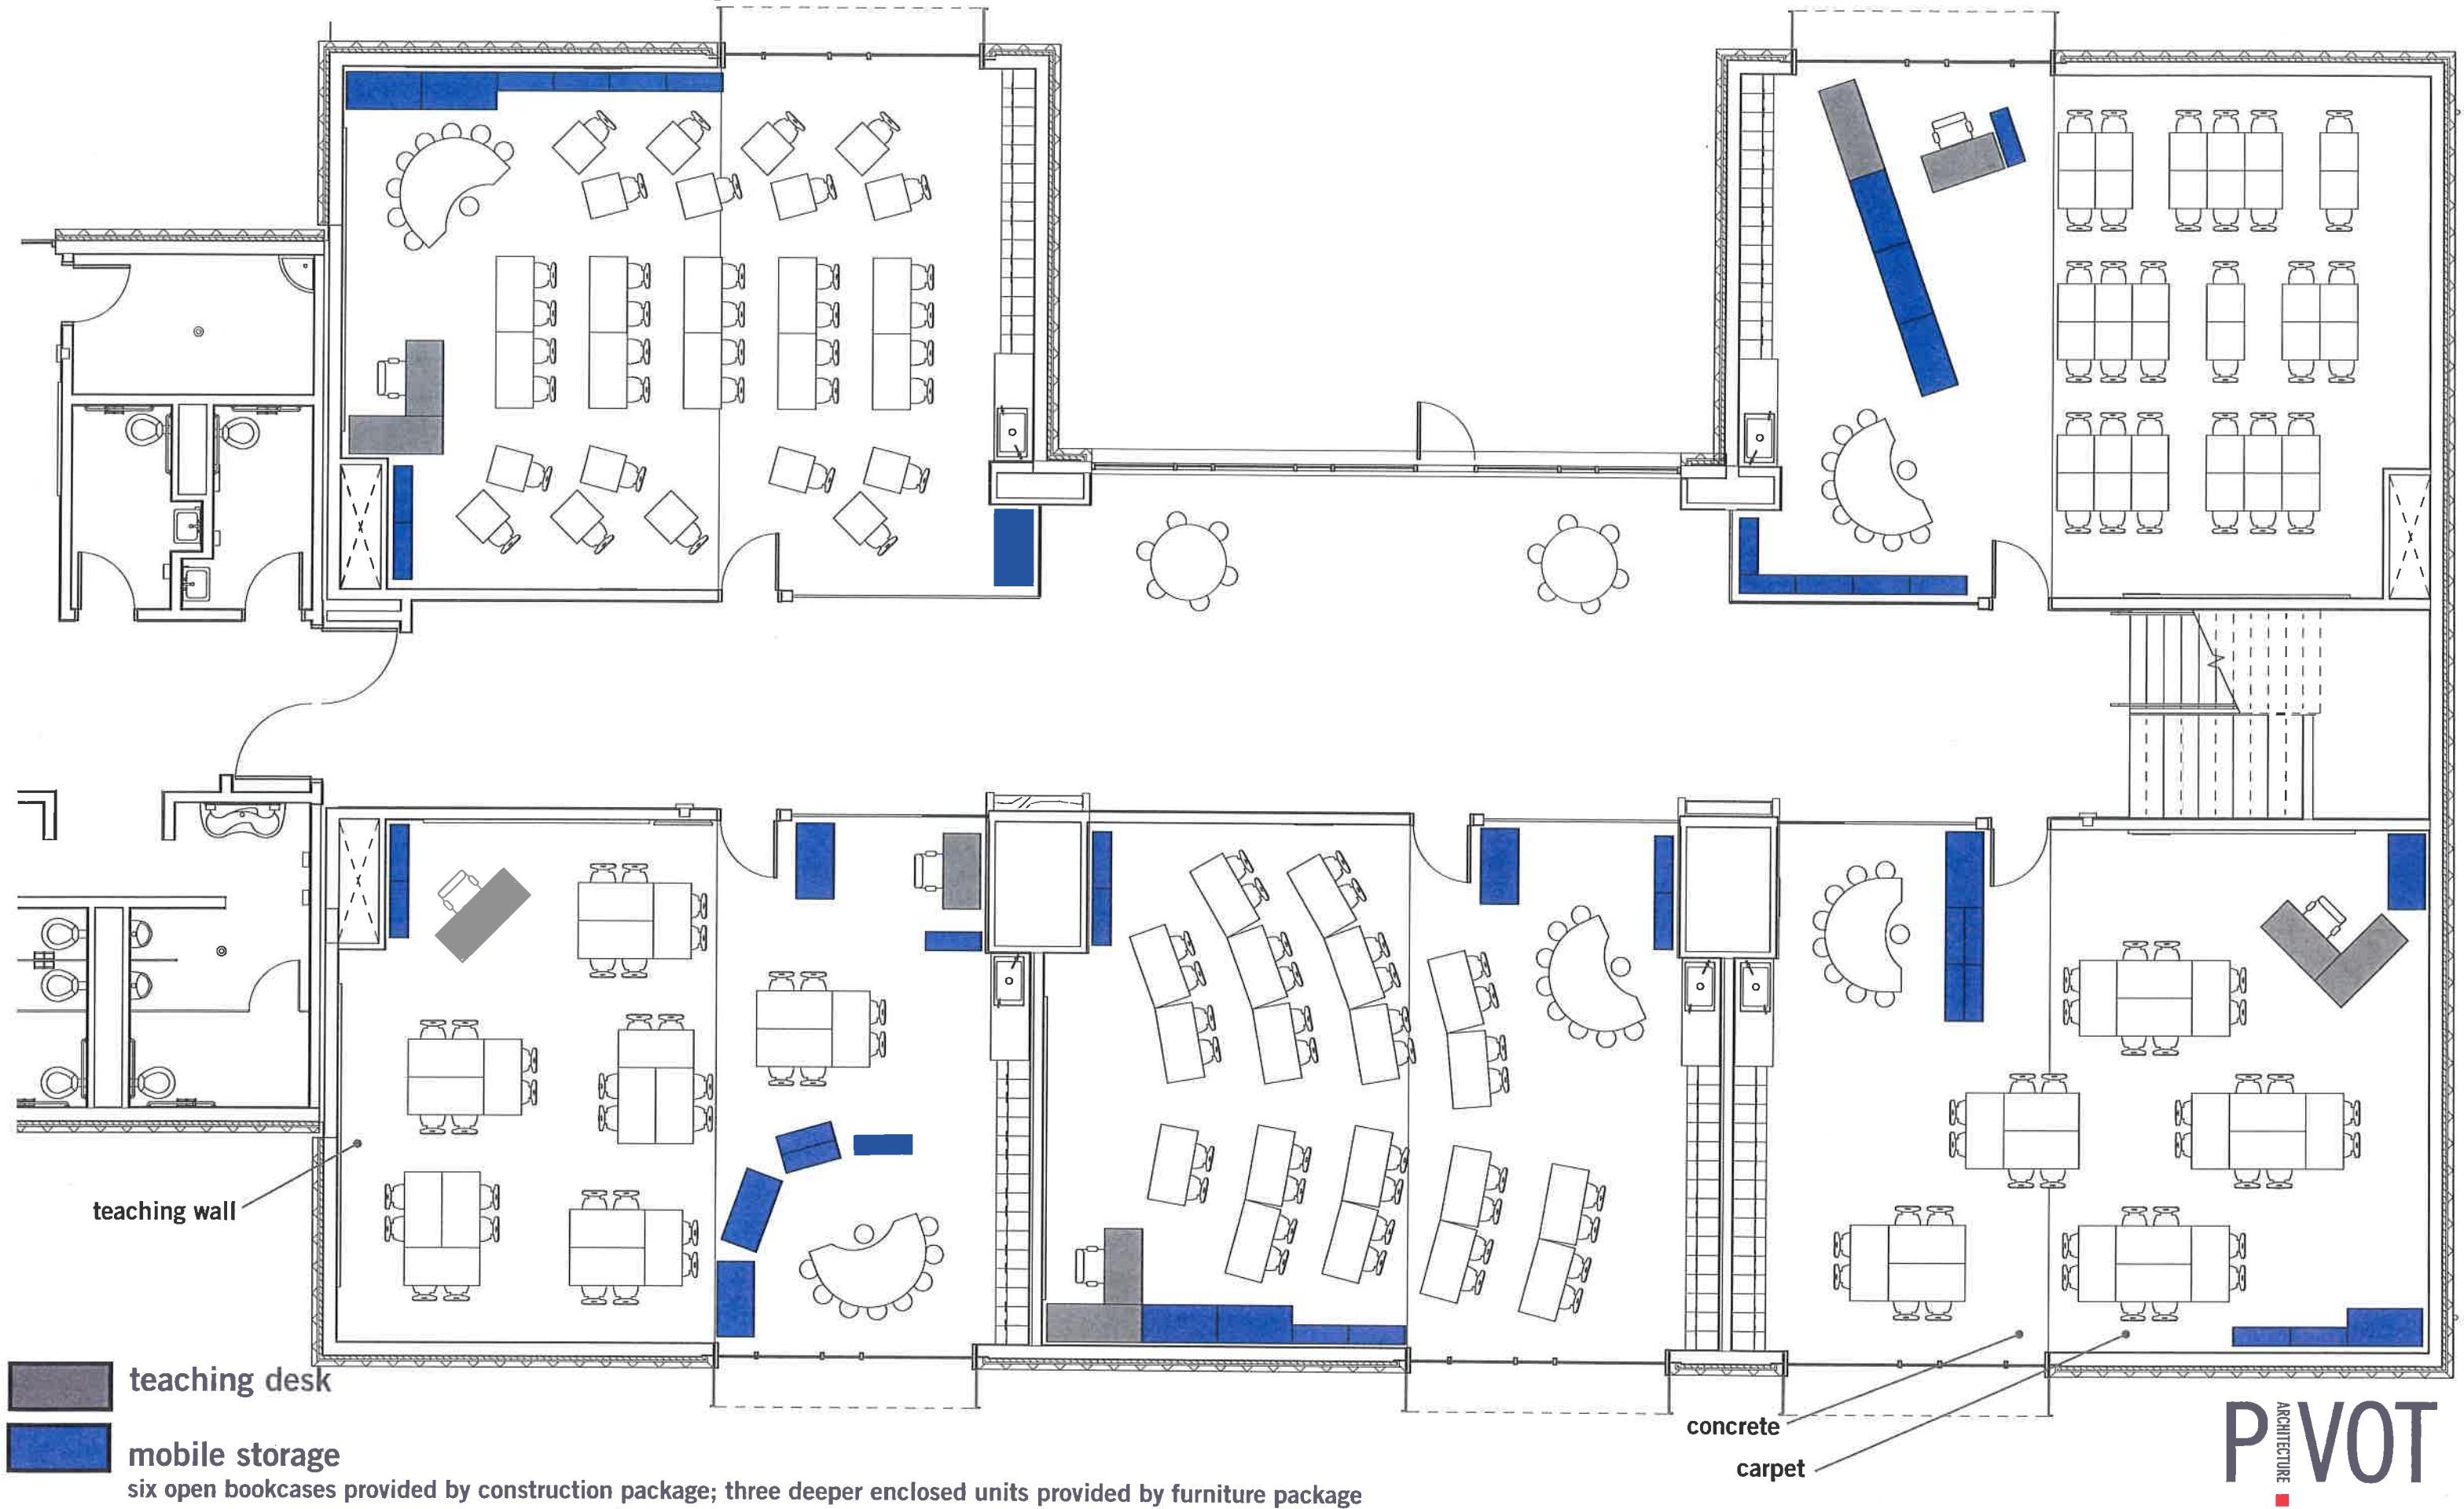 teaching wall
teaching desk
mobile storage
six open bookcases provided by construction package; three deeper enclosed units provided by furniture package
concrete
carpet
PIVOT
ARCHITECTURE